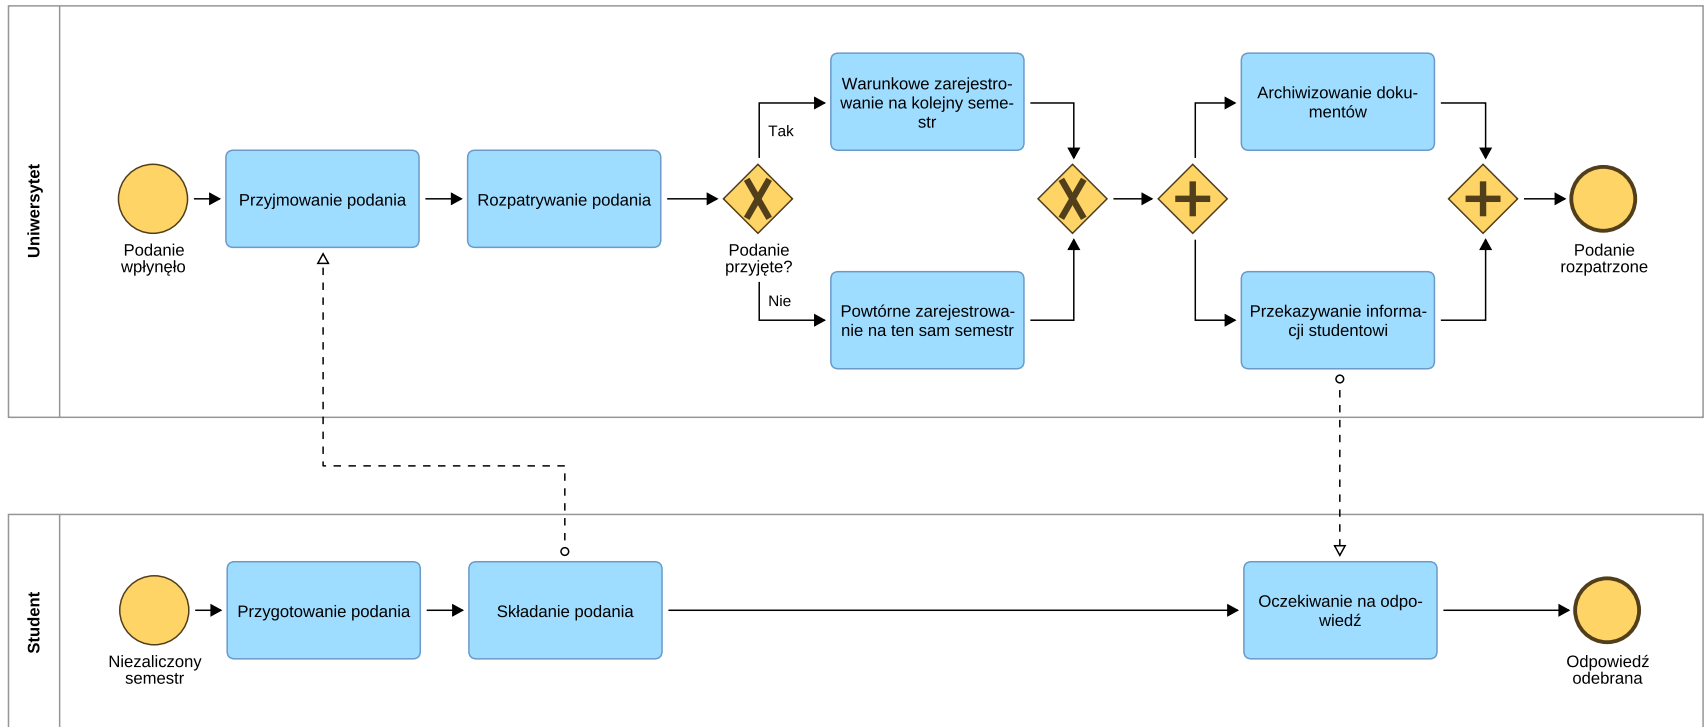 Uniwersytet
Podanie
wpłynęło
Przyjmowanie podania
Rozpatrywanie podania
Podanie
przyjęte?
Tak
Nie
Warunkowe zarejestro-
wanie na kolejny seme-
str
Powtórne zarejestrowa-
nie na ten sam semestr
Archiwizowanie doku-
mentów
Przekazywanie informa-
cji studentowi
Podanie
rozpatrzone
Student
Niezaliczony
semestr
Przygotowanie podania
Składanie podania
Oczekiwanie na odpo-
wiedź
Odpowiedź
odebrana